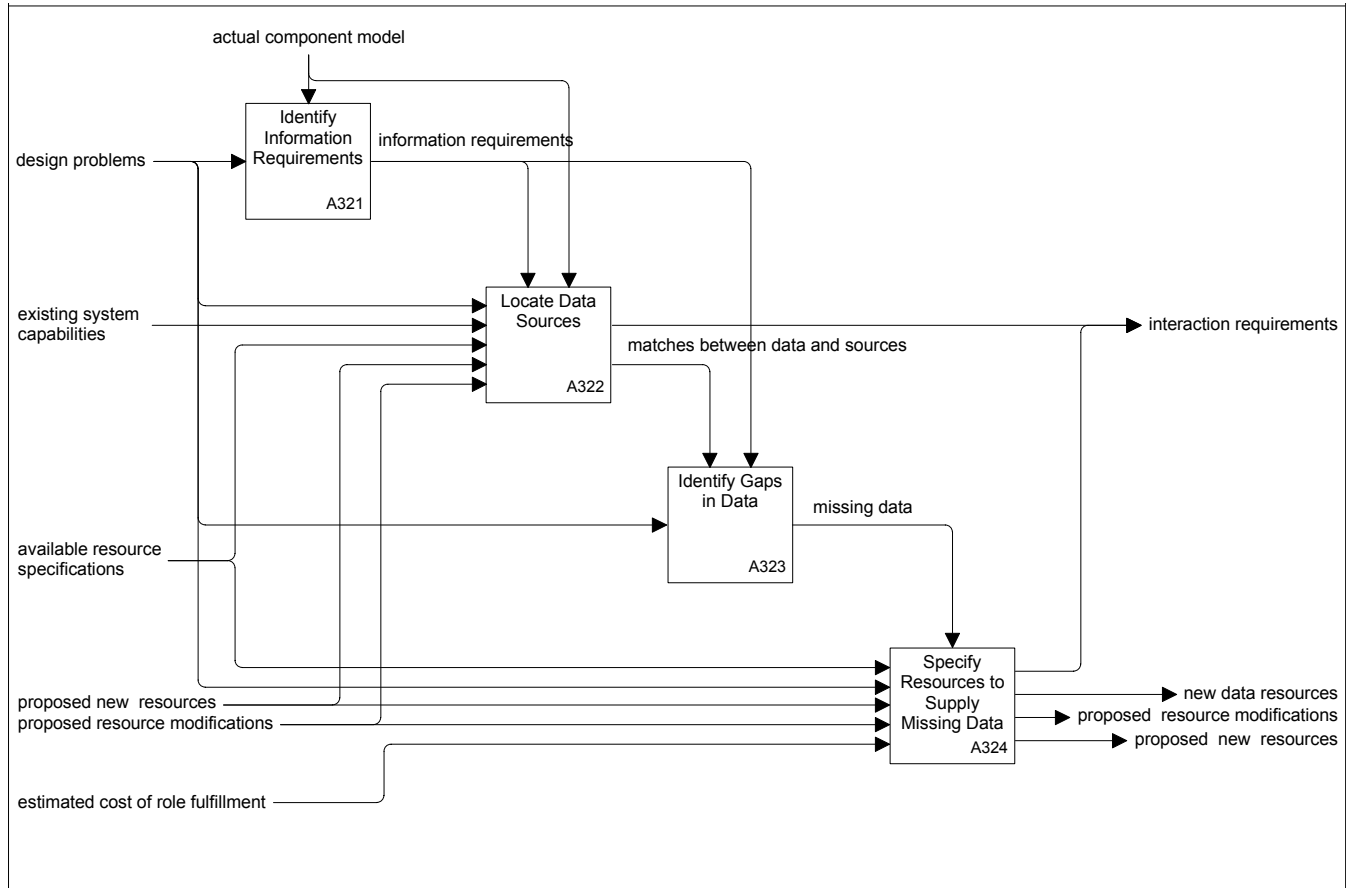 actual component model
Identify
Information
Requirements
A321
design problems
information requirements
Locate Data
Sources
A322
existing system
capabilities
interaction requirements
matches between data and sources
Identify Gaps
in Data
A323
missing data
available resource
specifications
Specify
Resources to
Supply
Missing Data
A324
proposed new resources
proposed resource modifications
new data resources
proposed resource modifications
proposed new resources
estimated cost of role fulfillment